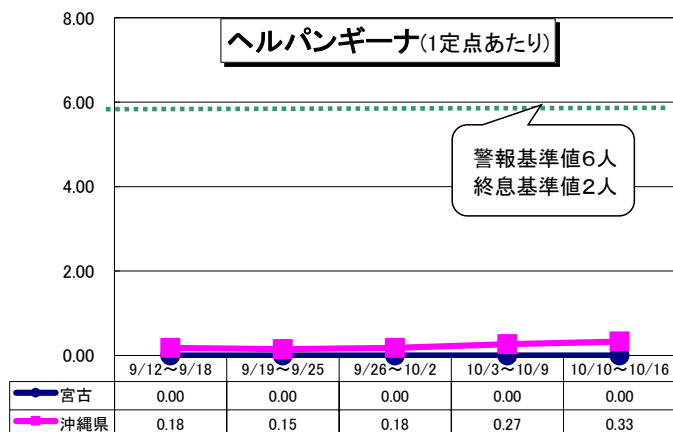 ヘルパンギーナ(1定点あたり)
8.00
6.00
4.00
2.00
0.00
警報基準値6人
終息基準値2人
9/12～9/18 9/19～9/25 9/26～10/2 10/3～10/9 10/10～10/16
宮古 0.00 0.00 0.00 0.00 0.00
沖縄県 0.18 0.15 0.18 0.27 0.33